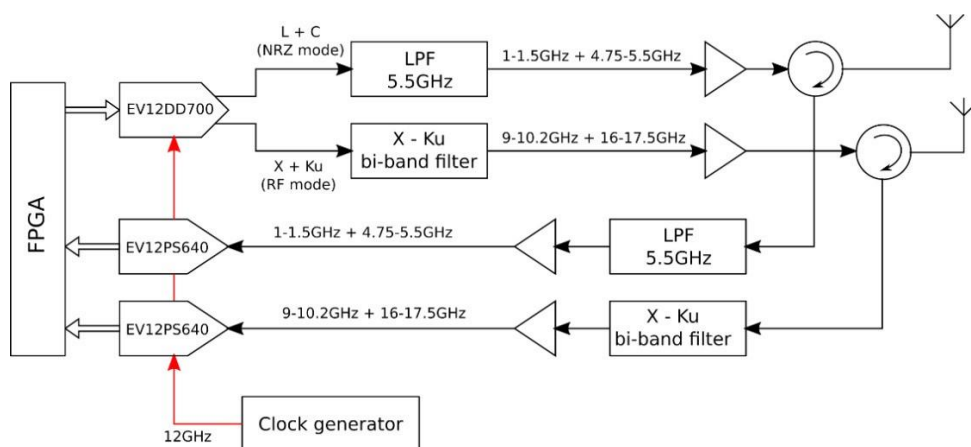 L + C
(NRZ mode)
LPF
5.5GHz
1-1.5GHz + 4.75-5.5GHz
FPGA
EV12DD700
X + Ku
(RF mode)
X - Ku
bi-band filter
9-10.2GHz + 16-17.5GHz
EV12PS640
1-1.5GHz + 4.75-5.5GHz
LPF
5.5GHz
EV12PS640
9-10.2GHz + 16-17.5GHz
X - Ku
bi-band filter
12GHz
Clock generator